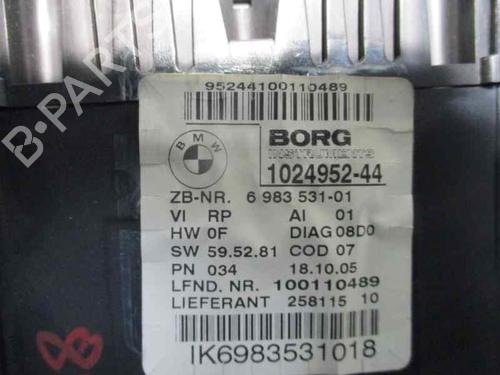 95244100110489
BMW
BORG
INSTRUMENTS
1024952-44
ZB-NR. 6 983 531-01
VI RP AI 01
HW 0F DIAG 08D0
SW 59.52.81 COD 07
PN 034 18.10.05
LFND. NR. 100110489
LIEFERANT 258115 10
IK6983531018
B-PARTS